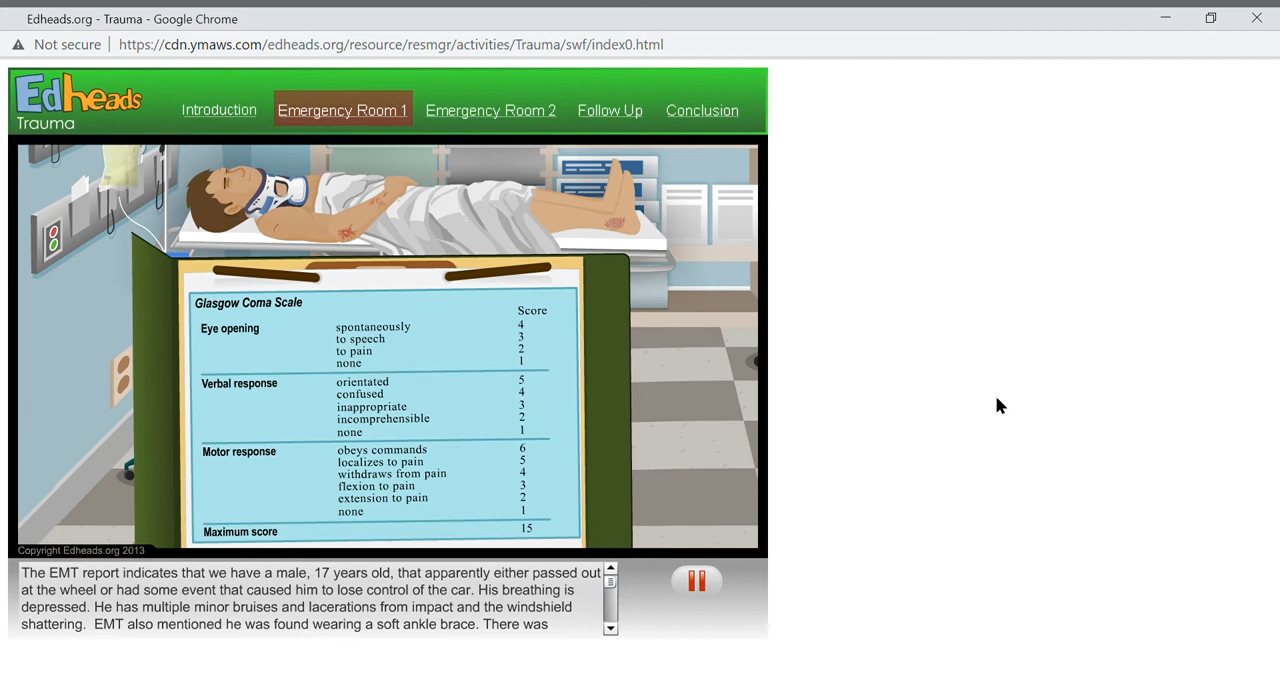 Edheads.org - Trauma - Google Chrome
Not secure | https://cdn.ymaws.com/edheads.org/resource/resmgr/activities/Trauma/swf/index0.html
Edheads
Trauma
Introduction Emergency Room 1 Emergency Room 2 Follow Up Conclusion
Glasgow Coma Scale
Score
Eye opening spontaneously 4
to speech 3
to pain 2
none 1
Verbal response orientated 5
confused 4
inappropriate 3
incomprehensible 2
none 1
Motor response obeys commands 6
localizes to pain 5
withdraws from pain 4
flexion to pain 3
extension to pain 2
none 1
Maximum score 15
Copyright Edheads.org 2013
The EMT report indicates that we have a male, 17 years old, that apparently either passed out
at the wheel or had some event that caused him to lose control of the car. His breathing is
depressed. He has multiple minor bruises and lacerations from impact and the windshield
shattering. EMT also mentioned he was found wearing a soft ankle brace. There was